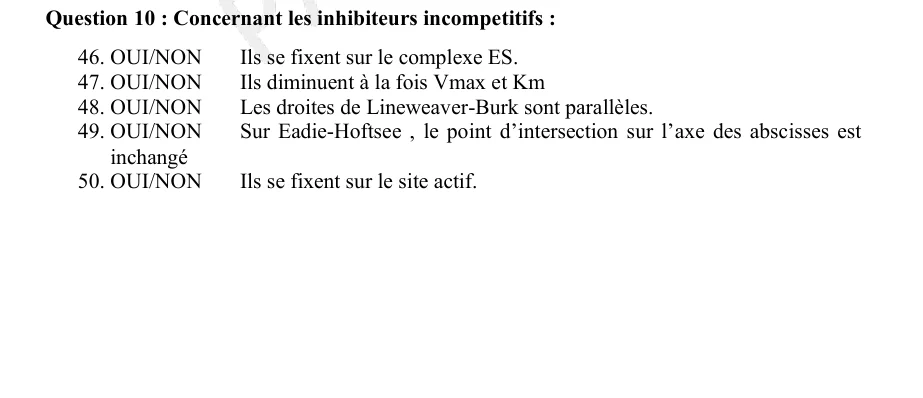 Question 10 : Concernant les inhibiteurs incompetitifs :
46. OUI/NON Ils se fixent sur le complexe ES.
47. OUI/NON Ils diminuent à la fois Vmax et Km
48. OUI/NON Les droites de Lineweaver-Burk sont parallèles.
49. OUI/NON Sur Eadie-Hoftsee , le point d’intersection sur l’axe des abscisses est
inchangé
50. OUI/NON Ils se fixent sur le site actif.